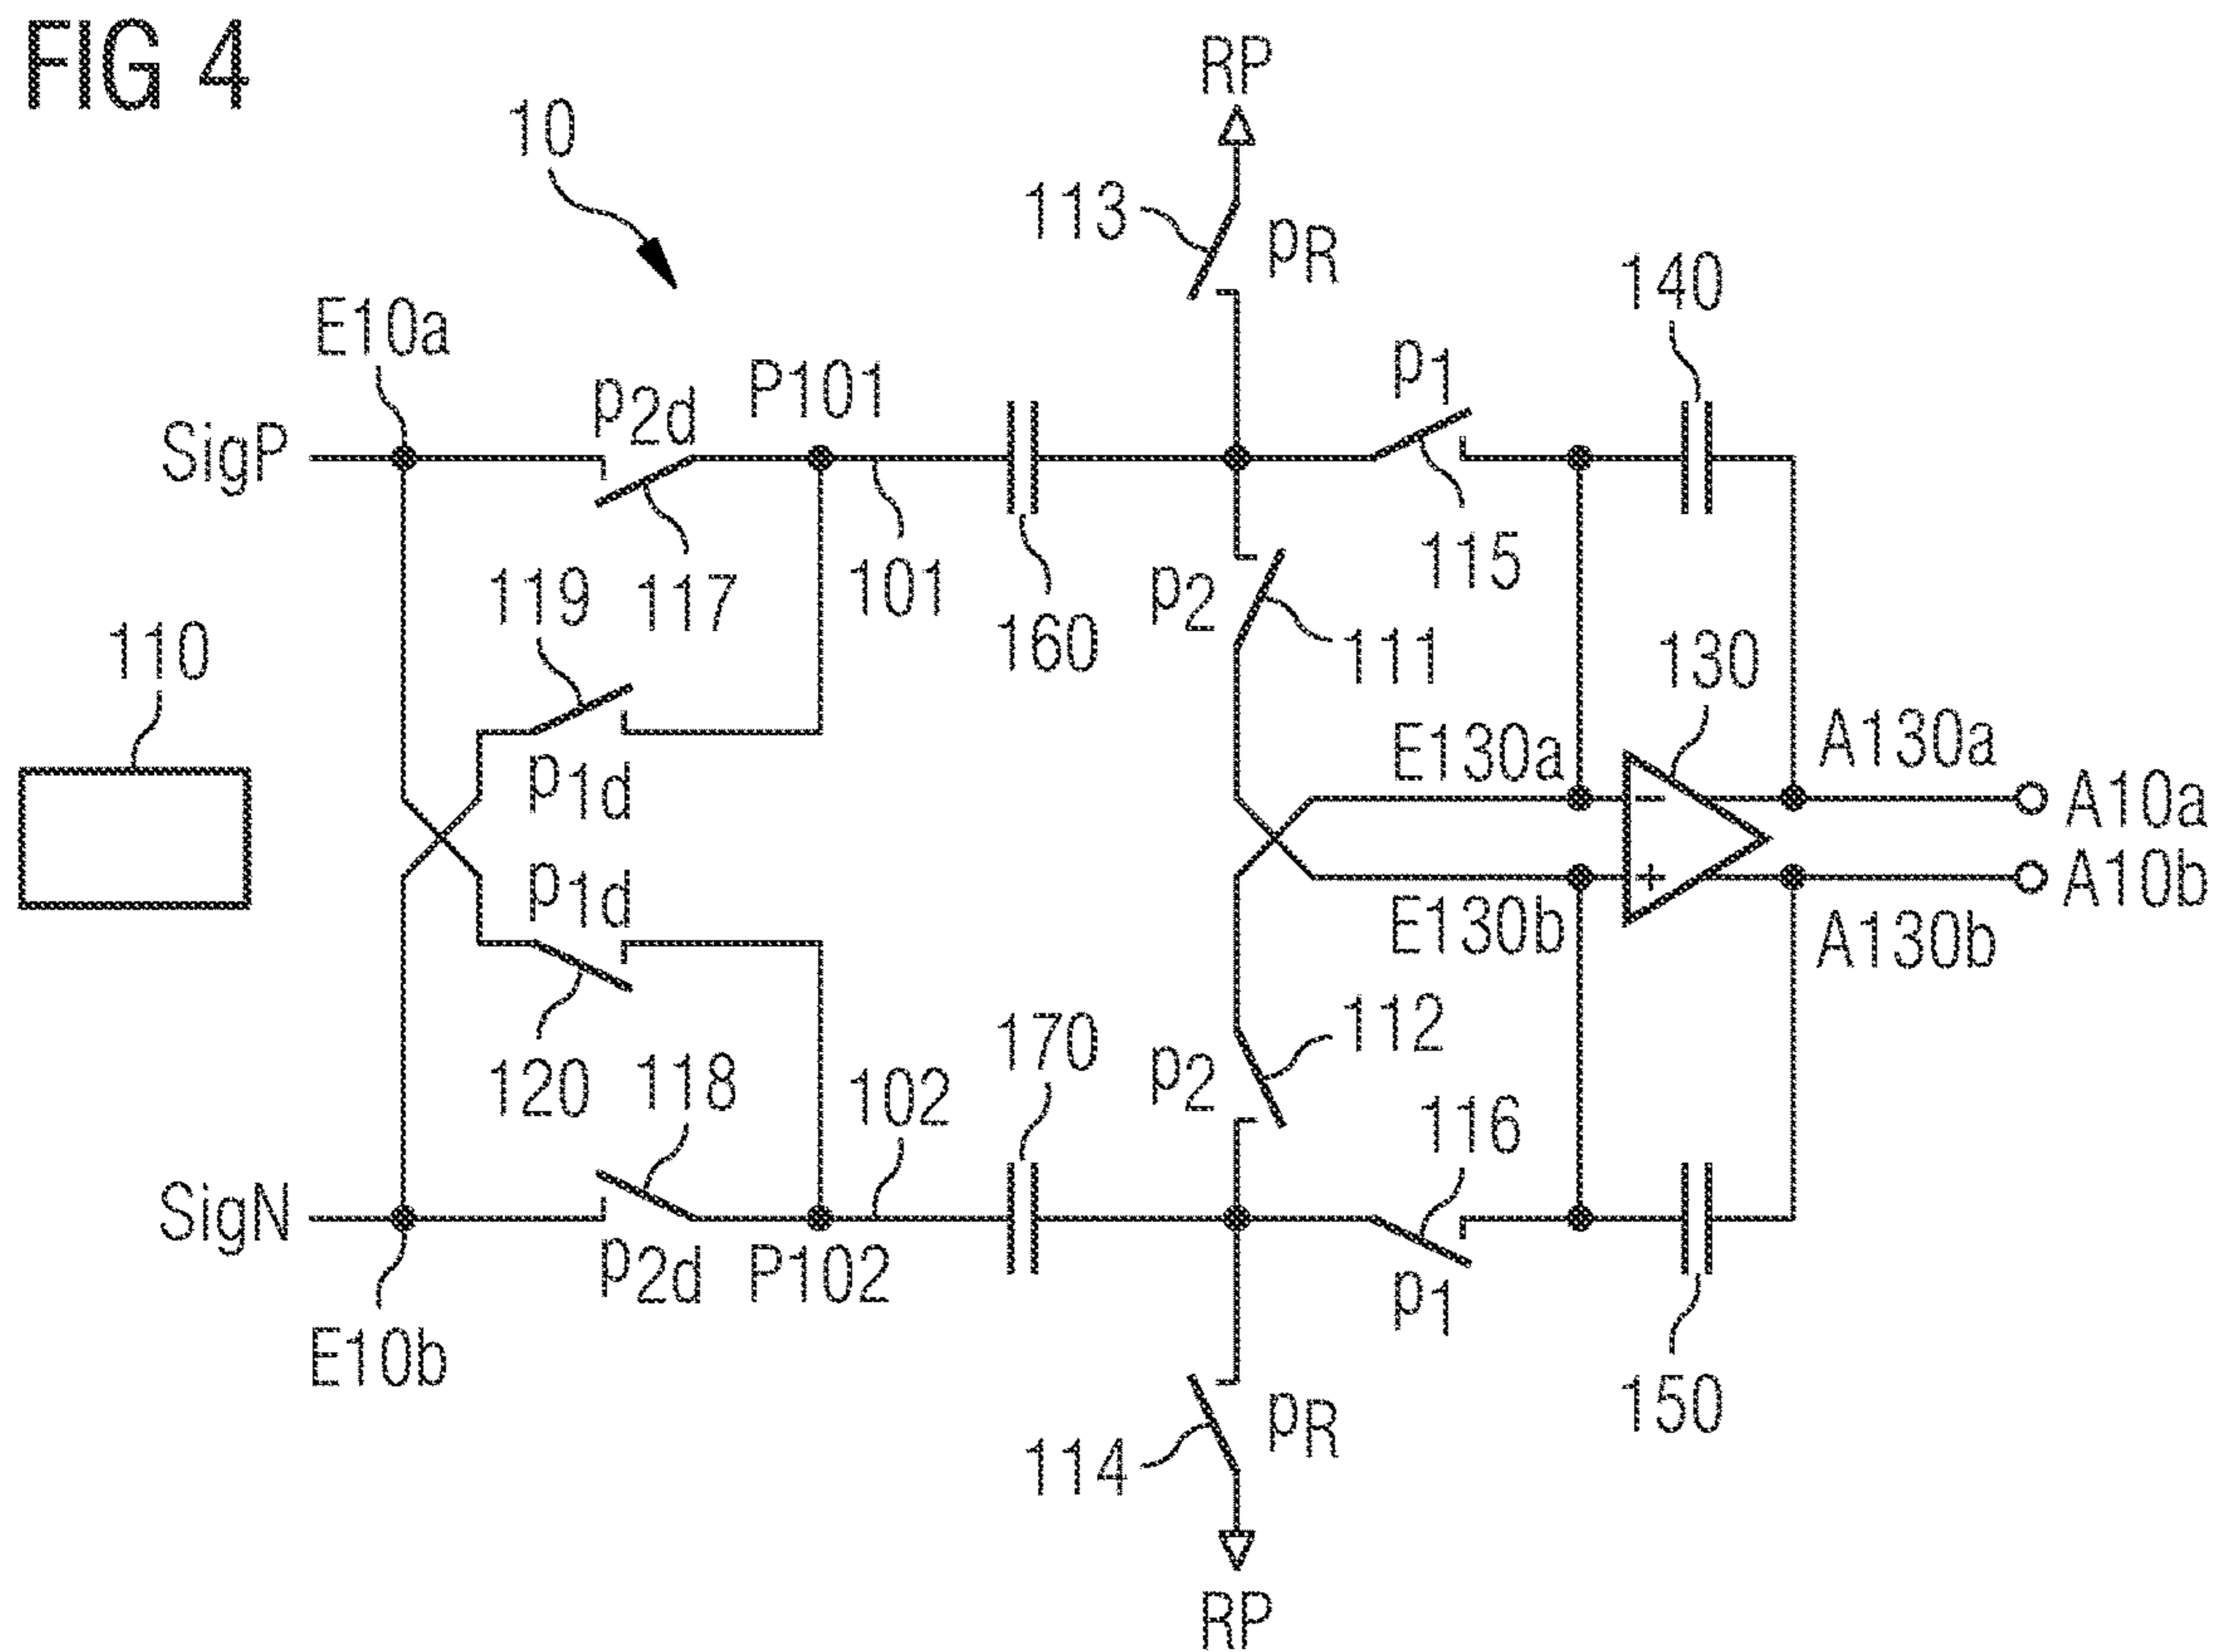 FIG 4
RP
10
113
pR
140
E10a
p1
P101
p2d
SigP
115
101
117
119
p2
111
160
110
130
E130a
A130a
p1d
A10a
p1d
A10b
E130b
A130b
112
170
118
p2
120
102
116
SigN
p2d
P102
p1
E10b
150
pR
114
RP